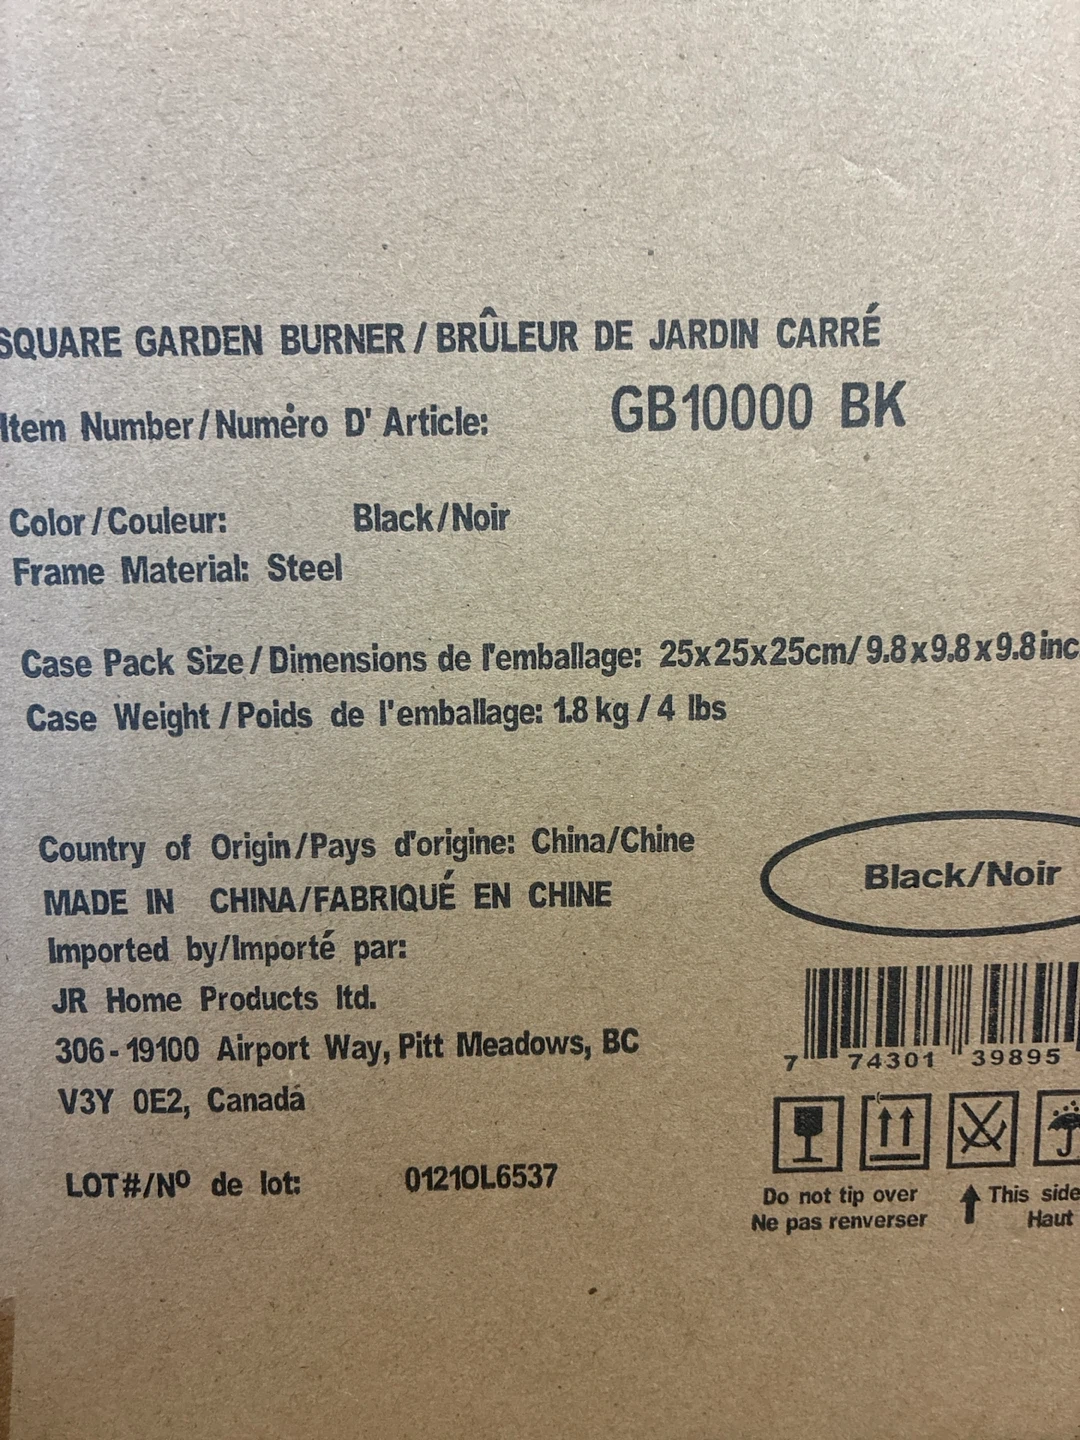 SQUARE GARDEN BURNER / BRÛLEUR DE JARDIN CARRÉ
Item Number/Numéro D' Article: GB10000 BK
Color/Couleur: Black/Noir
Frame Material: Steel
Case Pack Size/Dimensions de l'emballage: 25x25x25cm/9.8x9.8x9.8inc
Case Weight/Poids de l'emballage: 1.8 kg / 4 lbs
Country of Origin/Pays d'origine: China/Chine
MADE IN CHINA/FABRIQUÉ EN CHINE
Imported by/Importé par:
JR Home Products ltd.
306-19100 Airport Way, Pitt Meadows, BC
V3Y 0E2, Canada
LOT#/Nº de lot: 01210L6537
Black/Noir
7 74301 39895
Do not tip over
Ne pas renverser
This side
Haut